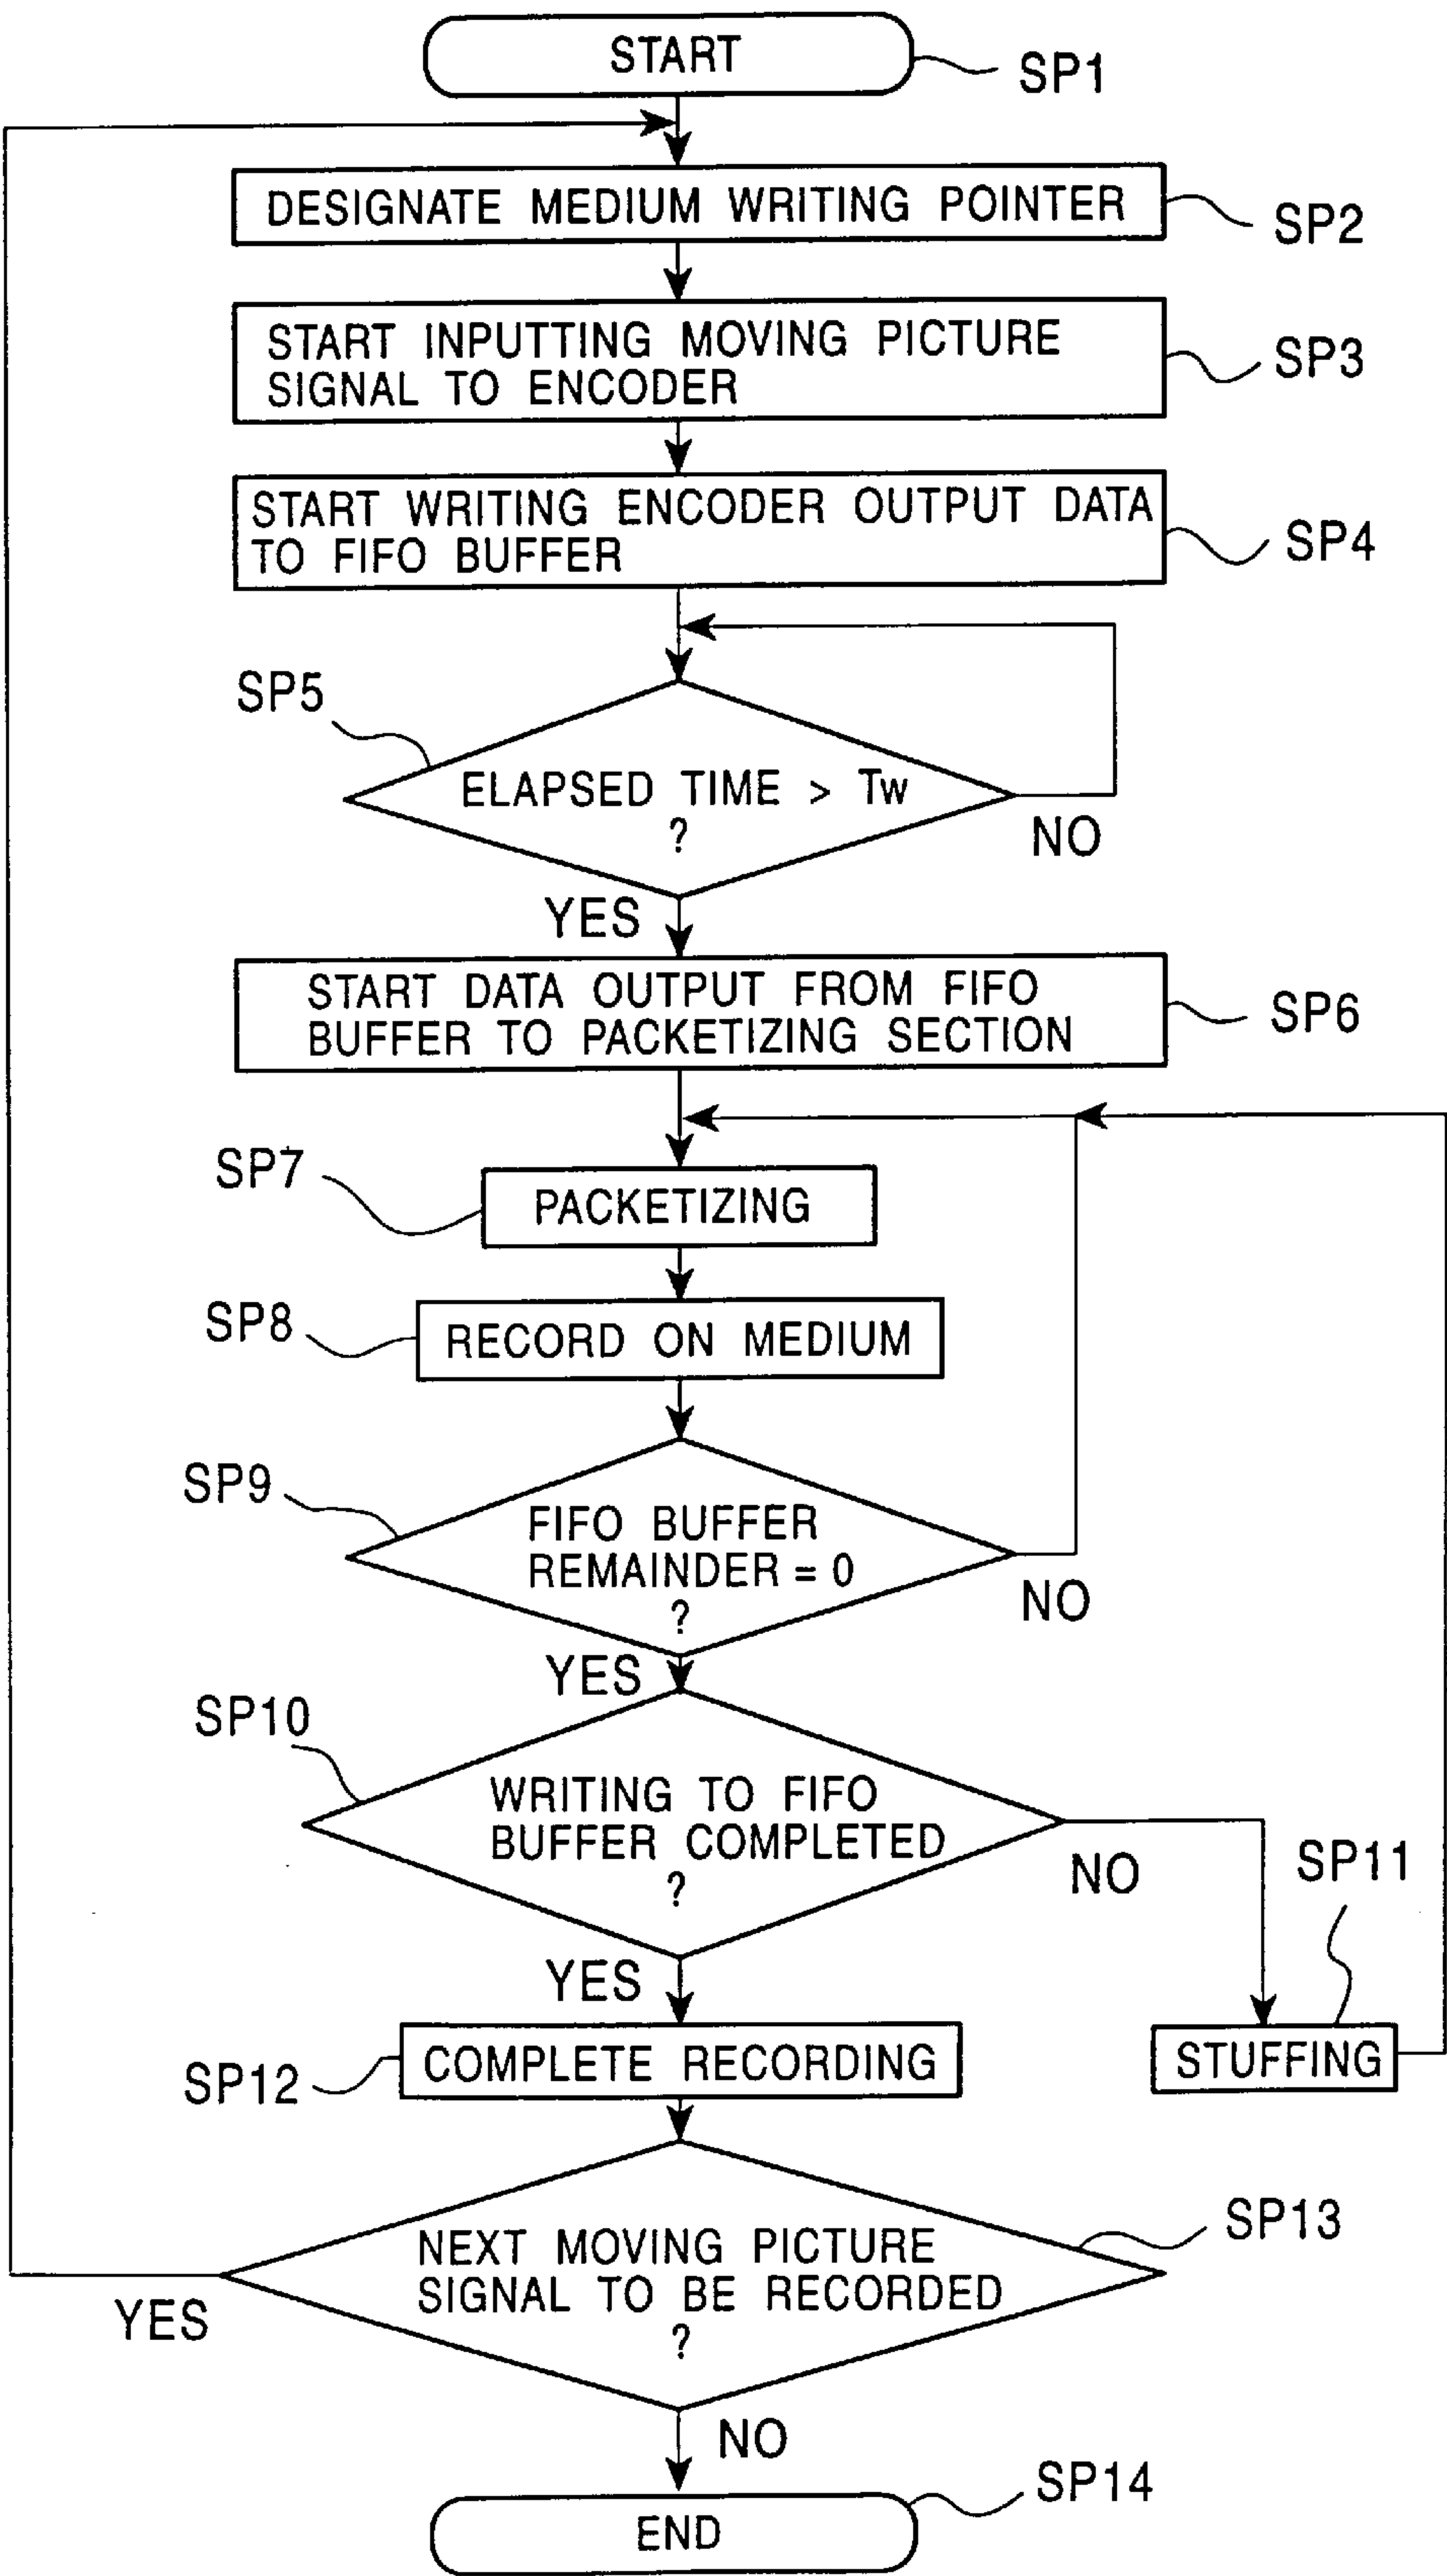 START
SP1
DESIGNATE MEDIUM WRITING POINTER
SP2
START INPUTTING MOVING PICTURE
SIGNAL TO ENCODER
SP3
START WRITING ENCODER OUTPUT DATA
TO FIFO BUFFER
SP4
SP5
ELAPSED TIME > Tw
?
NO
YES
START DATA OUTPUT FROM FIFO
BUFFER TO PACKETIZING SECTION
SP6
SP7
PACKETIZING
SP8
RECORD ON MEDIUM
SP9
FIFO BUFFER
REMAINDER = 0
?
NO
YES
SP10
WRITING TO FIFO
BUFFER COMPLETED
?
NO
SP11
YES
STUFFING
COMPLETE RECORDING
SP12
SP13
NEXT MOVING PICTURE
SIGNAL TO BE RECORDED
?
YES
NO
SP14
END